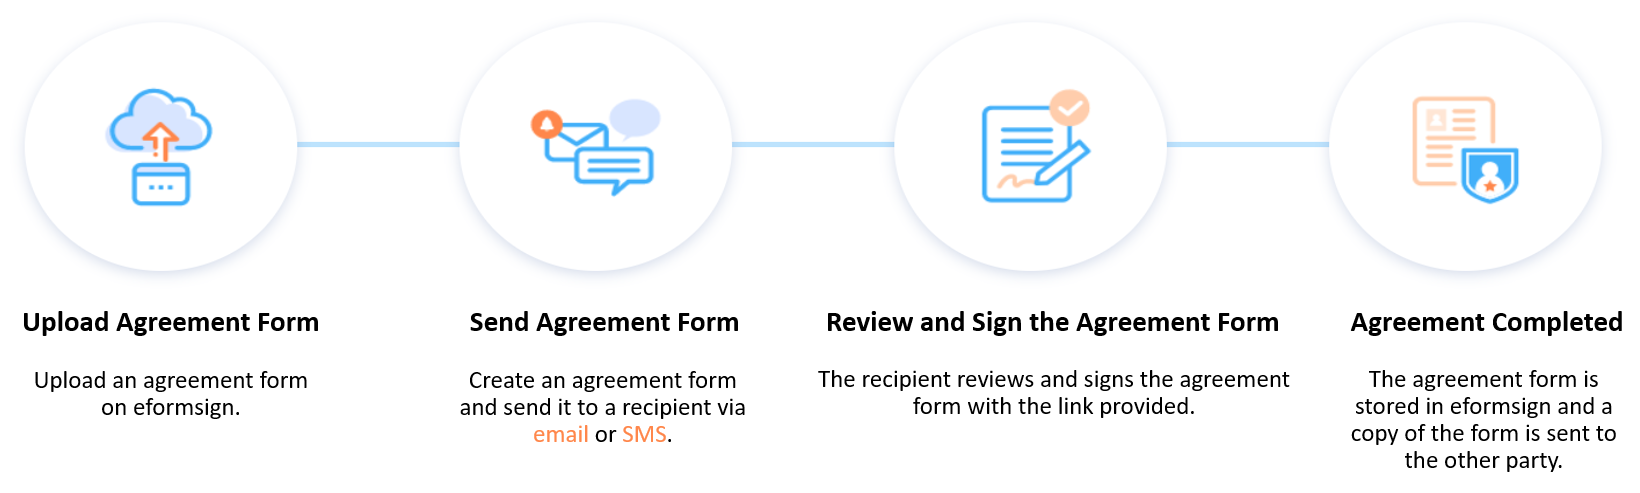 Upload Agreement Form
Upload an agreement form
on eformsign.
Send Agreement Form
Create an agreement form
and send it to a recipient via
email or SMS.
Review and Sign the Agreement Form
The recipient reviews and signs the agreement
form with the link provided.
Agreement Completed
The agreement form is
stored in eformsign and a
copy of the form is sent to
the other party.